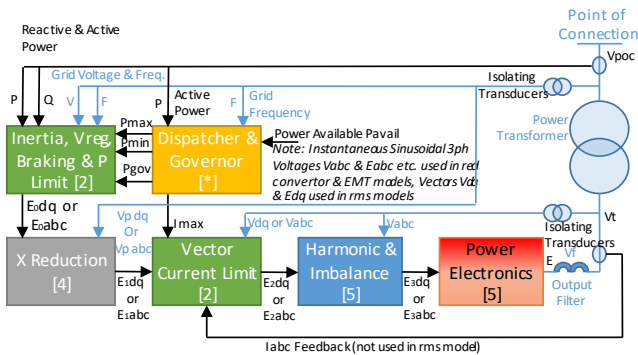 Reactive & Active
Power
Point of
Connection
Vpoc
Grid Voltage & Freq.
Isolating
Transducers
P
Q
V
F
P
Active
Power
F
Grid
Frequency
Power
Transformer
Pmax
Pmin
Pgov
Inertia, Vreg,
Braking & P
Limit [2]
Dispatcher &
Governor
[*]
Power Available Pavail
Note: Instantaneous Sinusoidal 3ph
Voltages Vabc & Eabc etc. used in red
convertor & EMT models, Vectors Vdq
& Edq used in rms models
E₀dq or
E₀abc
Vp dq
Or
Vp abc
Imax
Vdq or Vabc
Vabc
Vt
Isolating
Transducers
X Reduction
[4]
E₁dq
or
E₁abc
Vector
Current Limit
[2]
E₂dq
or
E₂abc
Harmonic &
Imbalance
[5]
E₃dq
or
E₃abc
Power
Electronics
[5]
E
Vf
Output
Filter
Iabc Feedback (not used in rms model)